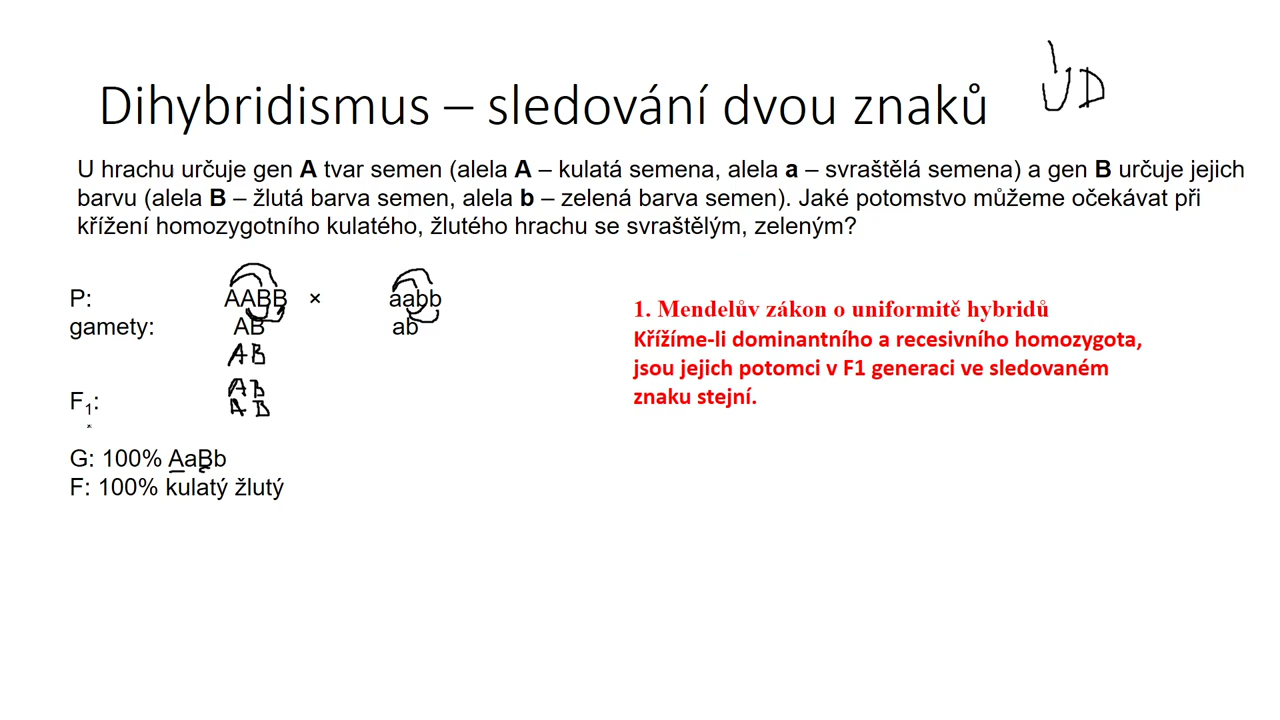 Dihybridismus – sledování dvou znaků
ÚD
U hrachu určuje gen A tvar semen (alela A – kulatá semena, alela a – svraštělá semena) a gen B určuje jejich
barvu (alela B – žlutá barva semen, alela b – zelená barva semen). Jaké potomstvo můžeme očekávat při
křížení homozygotního kulatého, žlutého hrachu se svraštělým, zeleným?
P: AABB × aabb
gamety: AB ab
AB
AB
F₁: AB
G: 100% AaBb
F: 100% kulatý žlutý
1. Mendelův zákon o uniformitě hybridů
Křížíme-li dominantního a recesivního homozygota,
jsou jejich potomci v F1 generaci ve sledovaném
znaku stejní.